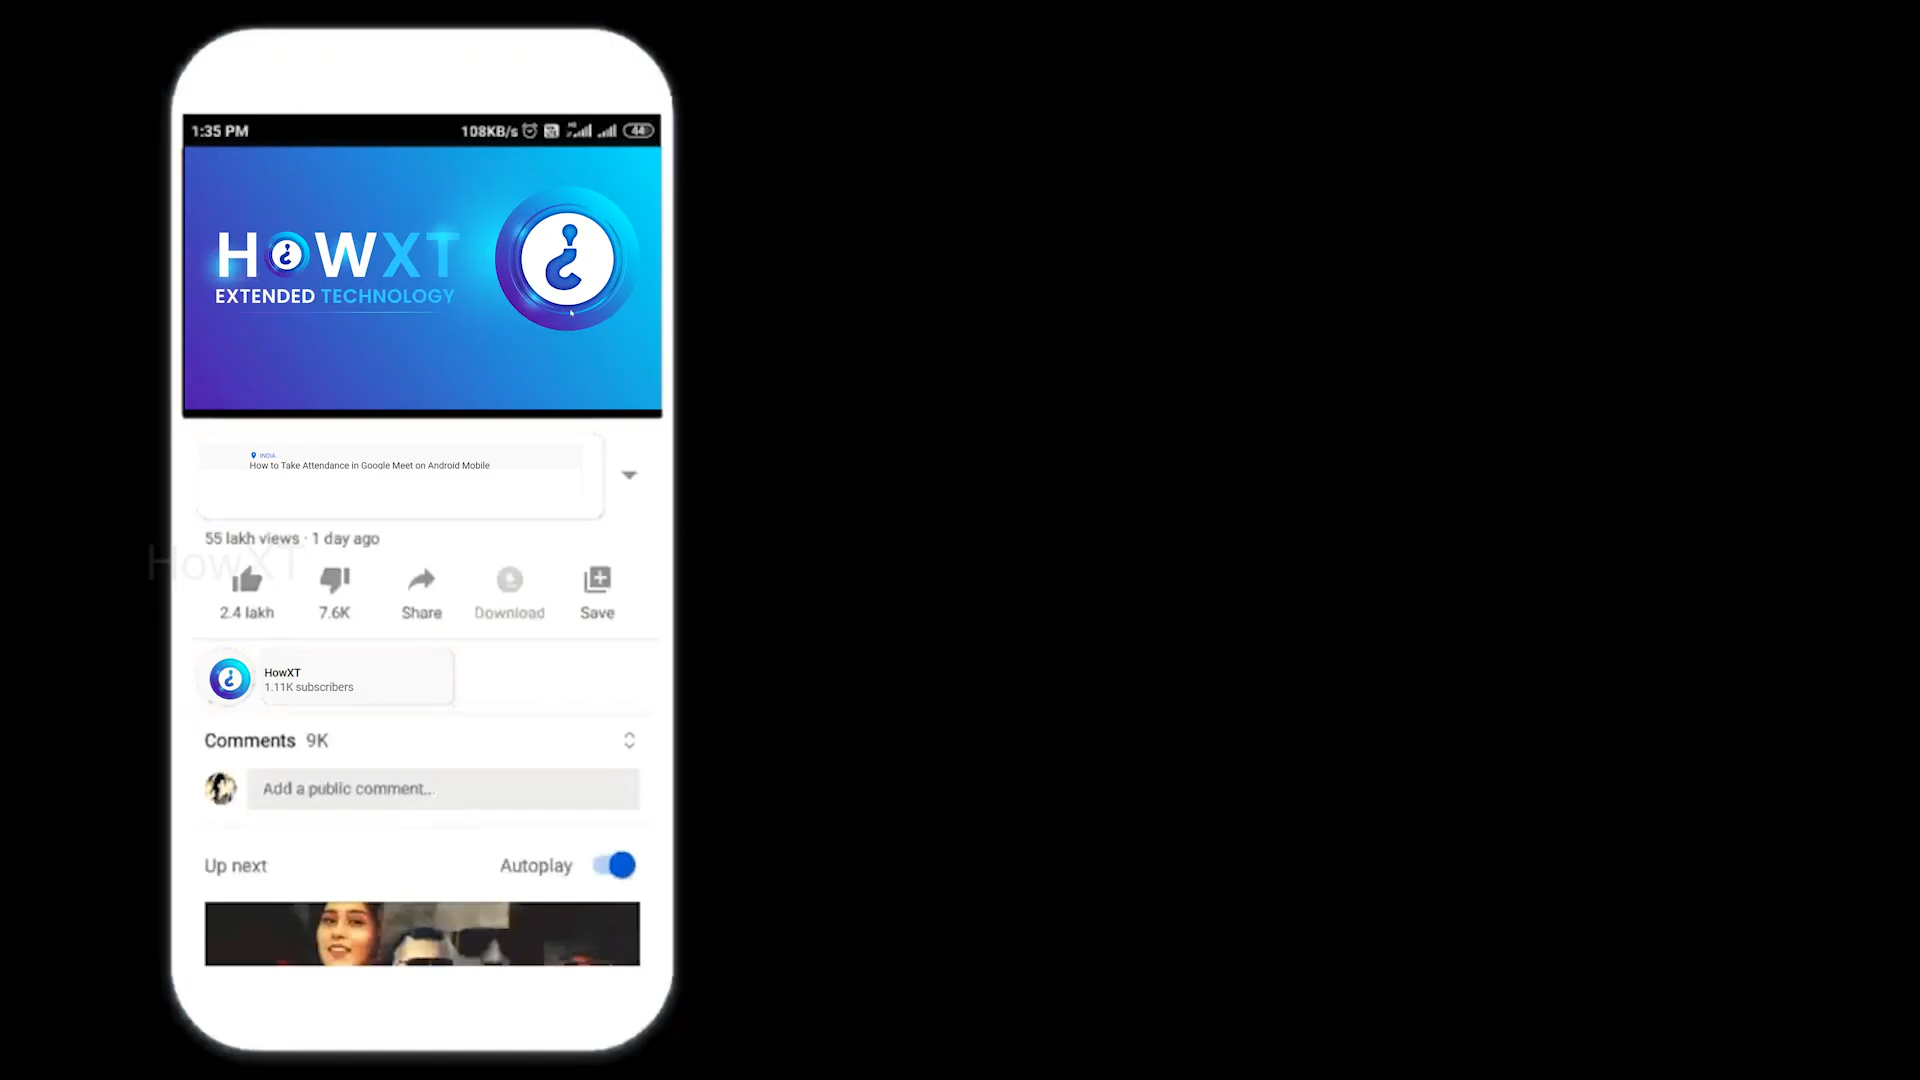 1:35 PM
108KB/s
44
HOWXT
EXTENDED TECHNOLOGY
INDIA
How to Take Attendance in Google Meet on Android Mobile
55 lakh views · 1 day ago
HowXT
2.4 lakh
7.6K
Share
Download
Save
HowXT
1.11K subscribers
Comments 9K
Add a public comment...
Up next
Autoplay